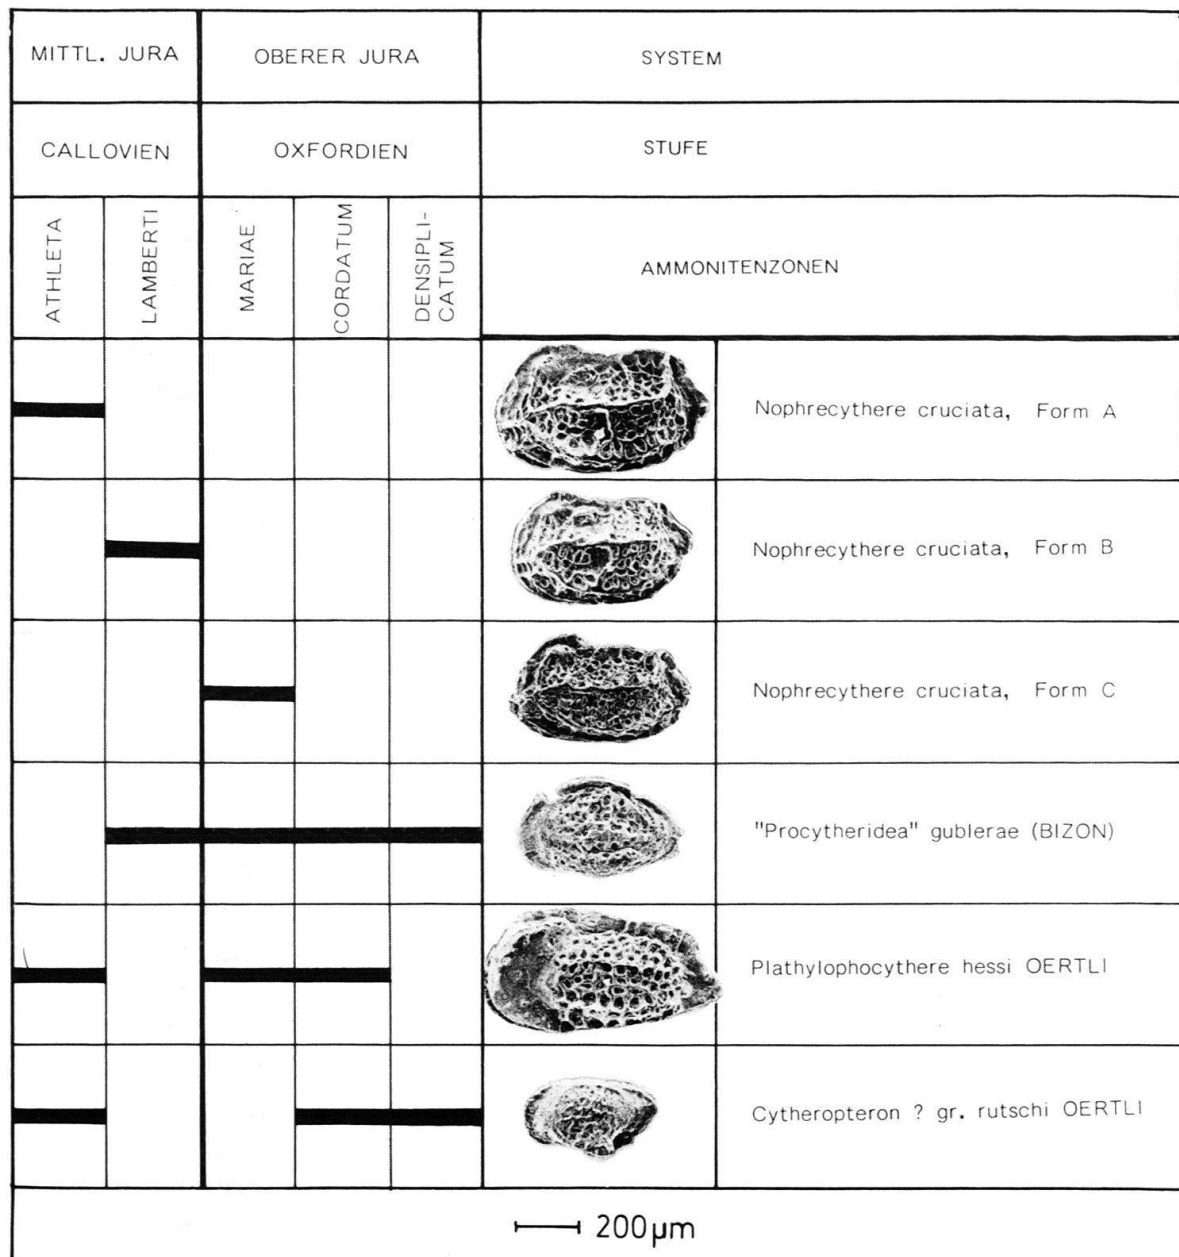 MITTL. JURA
OBERER JURA
SYSTEM
CALLOVIEN
OXFORDIEN
STUFE
ATHLETA
LAMBERTI
MARIAE
CORDATUM
DENSIPLI-
CATUM
AMMONITENZONEN
Nophrecythere cruciata, Form A
Nophrecythere cruciata, Form B
Nophrecythere cruciata, Form C
"Procytheridea" gublerae (BIZON)
Plathylophocythere hessi OERTLI
Cytheropteron ? gr. rutschi OERTLI
200µm